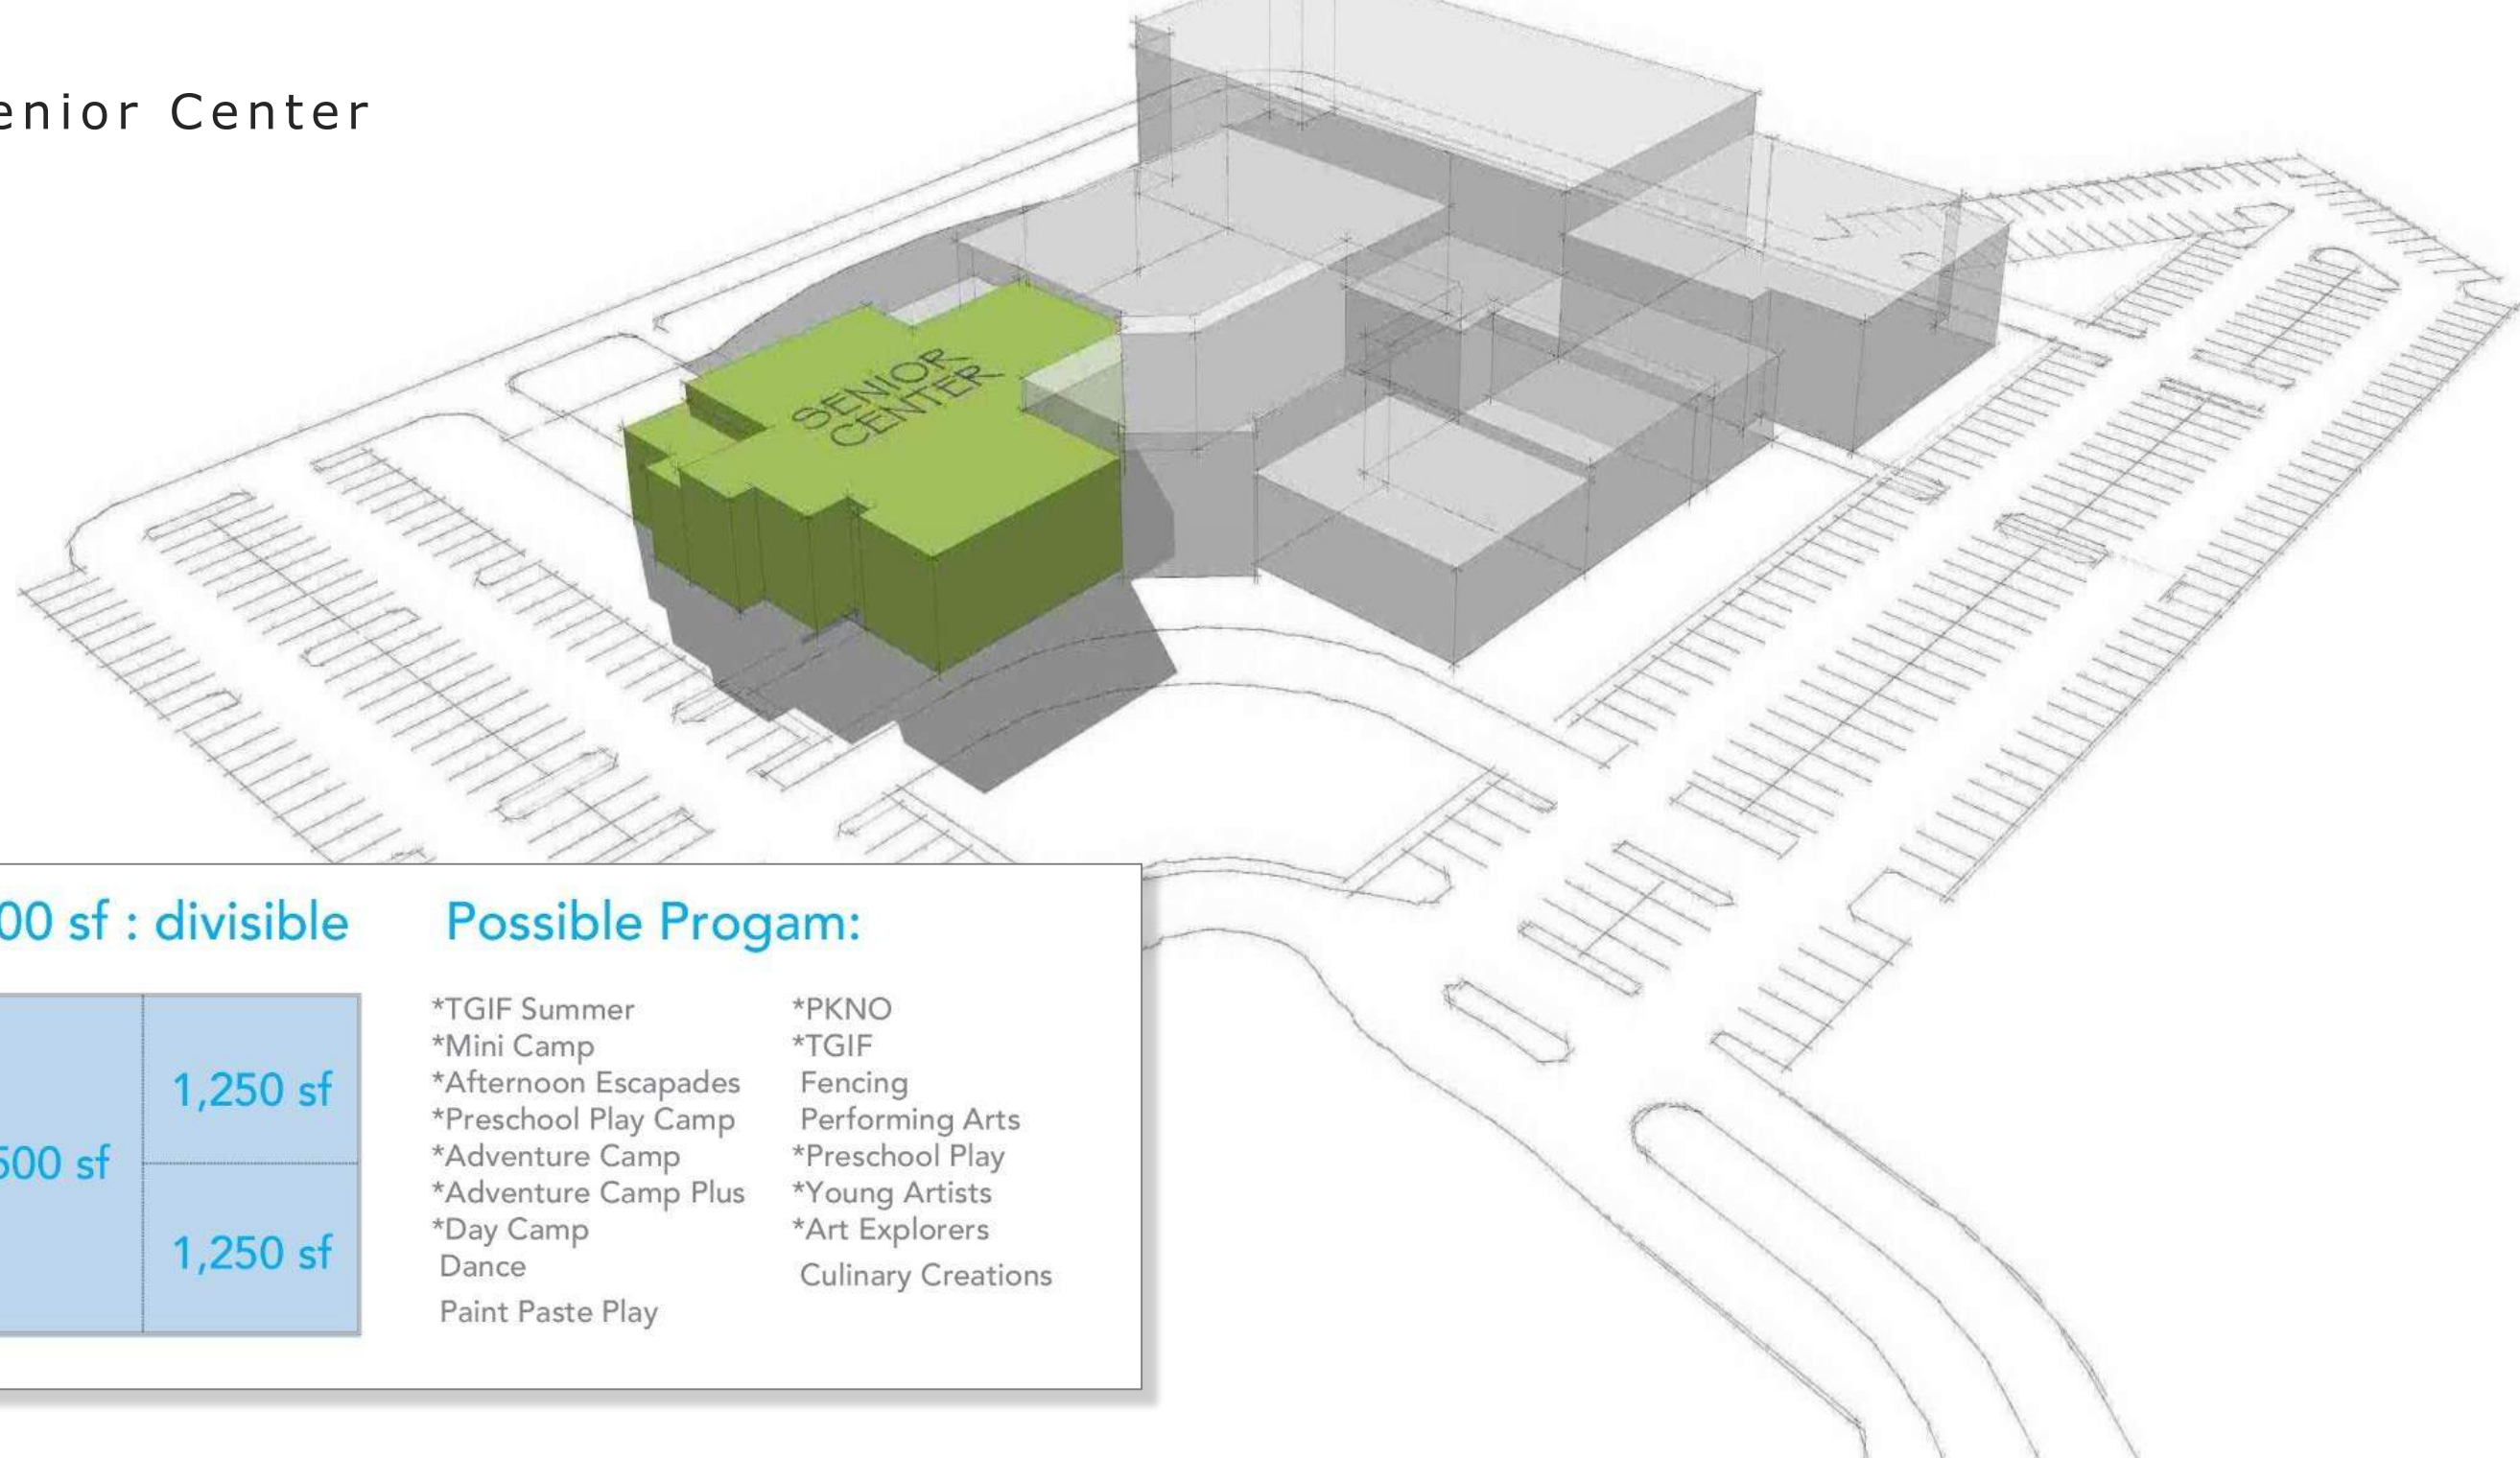 enior Center
SENIOR
CENTER
00 sf : divisible
500 sf
1,250 sf
1,250 sf
Possible Progam:
*TGIF Summer
*Mini Camp
*Afternoon Escapades
*Preschool Play Camp
*Adventure Camp
*Adventure Camp Plus
*Day Camp
Dance
Paint Paste Play
*PKNO
*TGIF
Fencing
Performing Arts
*Preschool Play
*Young Artists
*Art Explorers
Culinary Creations